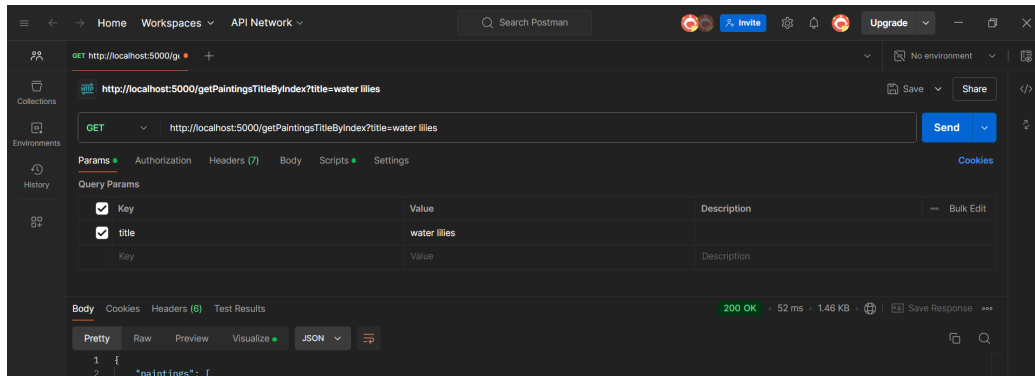 Home Workspaces API Network Search Postman Invite Upgrade
GET http://localhost:5000/ge No environment
HTTP http://localhost:5000/getPaintingsTitleByIndex?title=water lilies Save Share
Collections
GET http://localhost:5000/getPaintingsTitleByIndex?title=water lilies Send
Environments
Params Authorization Headers (7) Body Scripts Settings Cookies
History
Query Params
Key Value Description Bulk Edit
title water lilies
Key Value Description
Body Cookies Headers (6) Test Results 200 OK 52 ms 1.46 KB Save Response
Pretty Raw Preview Visualize JSON
1 {
2 "paintings": [